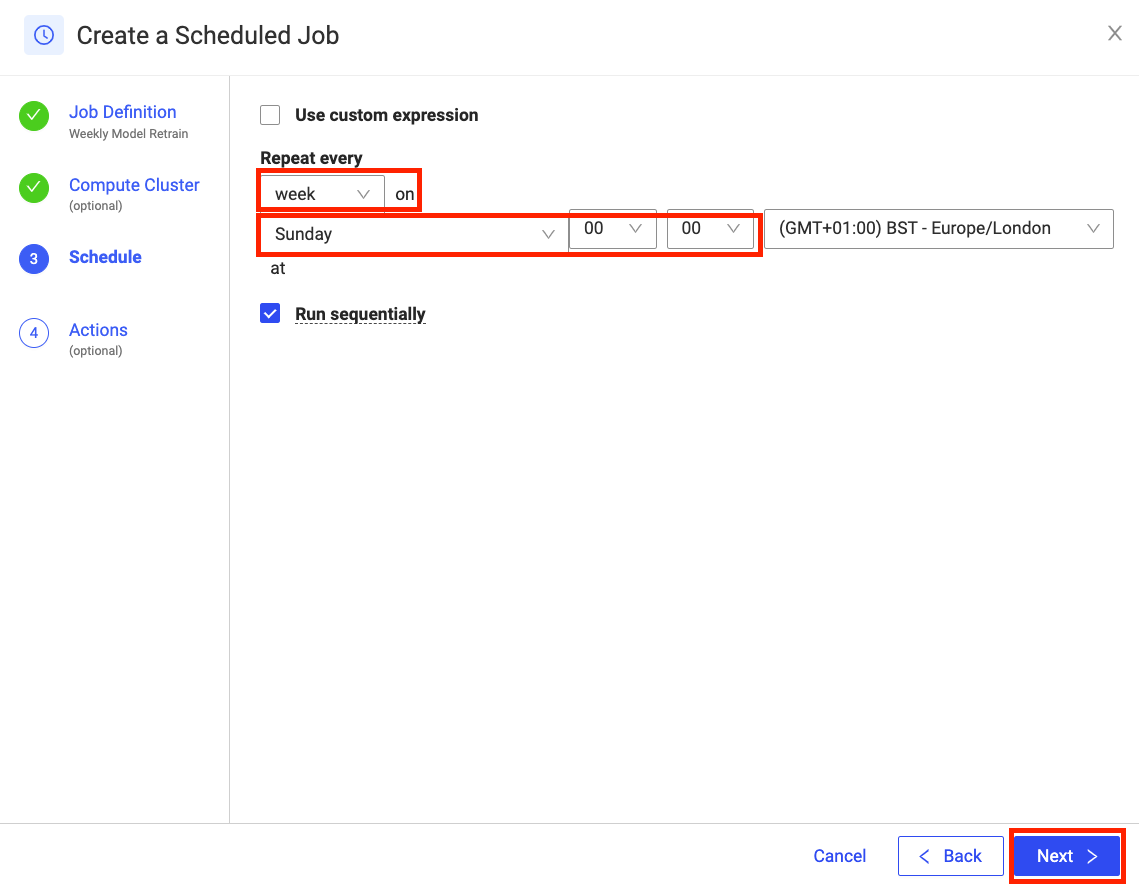 Create a Scheduled Job
Job Definition
Weekly Model Retrain
Compute Cluster
(optional)
3 Schedule
4 Actions
(optional)
Use custom expression
Repeat every
week on
Sunday 00 00 (GMT+01:00) BST - Europe/London
at
Run sequentially
Cancel Back Next